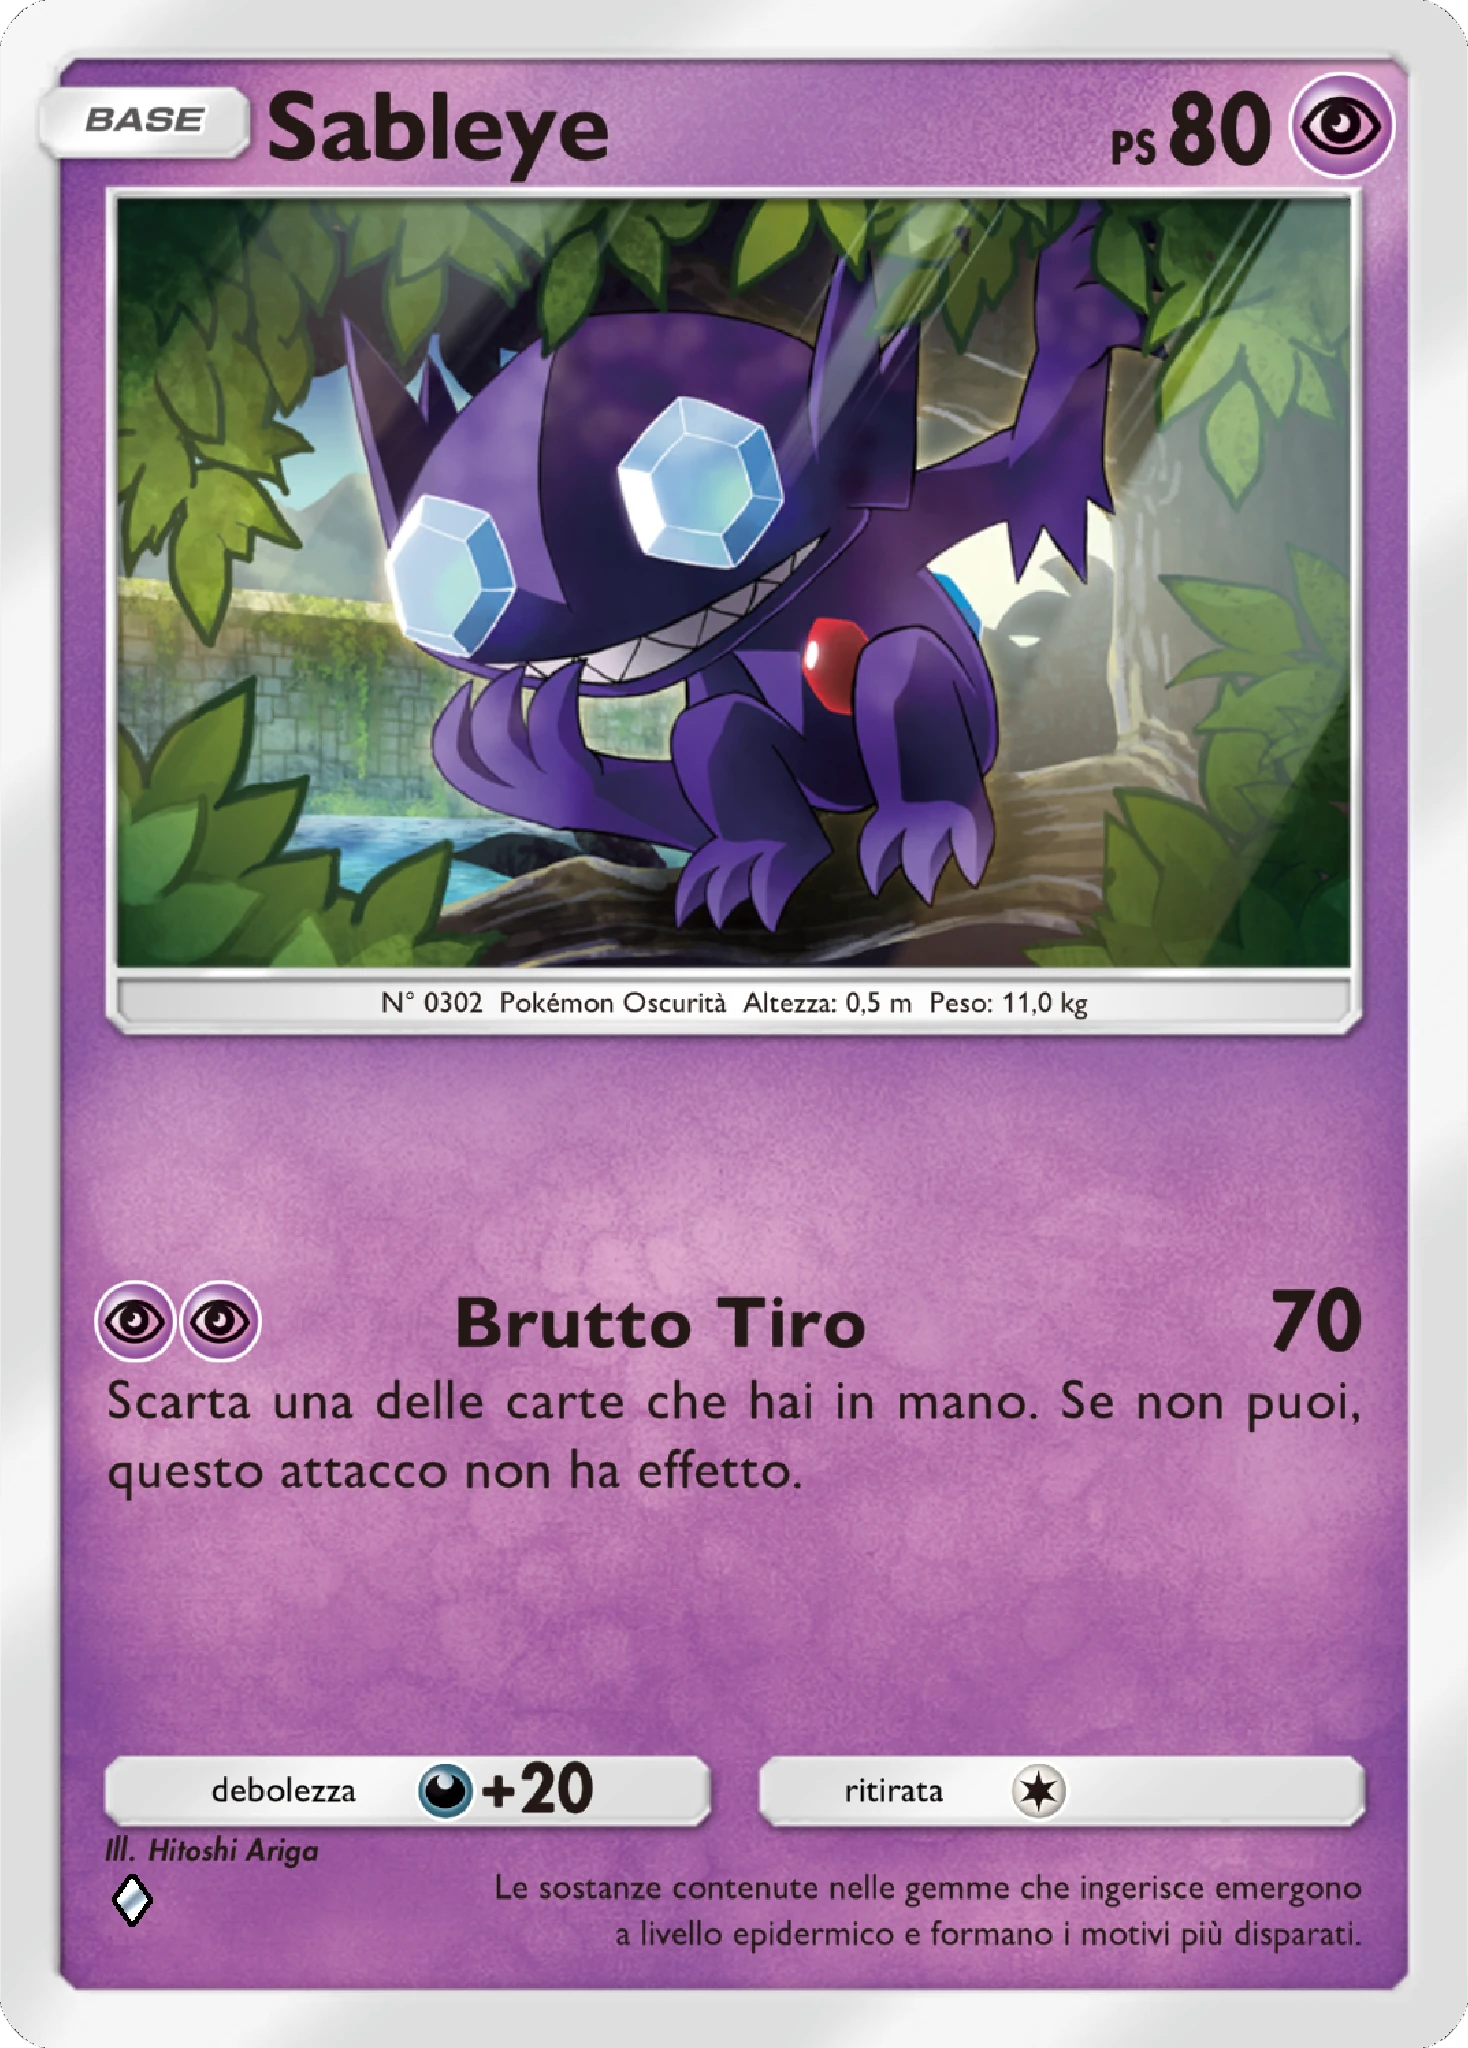 BASE Sableye PS 80
N° 0302 Pokémon Oscurità Altezza: 0,5 m Peso: 11,0 kg
Brutto Tiro 70
Scarta una delle carte che hai in mano. Se non puoi,
questo attacco non ha effetto.
debolezza +20 ritirata
Ill. Hitoshi Ariga
Le sostanze contenute nelle gemme che ingerisce emergono
a livello epidermico e formano i motivi più disparati.